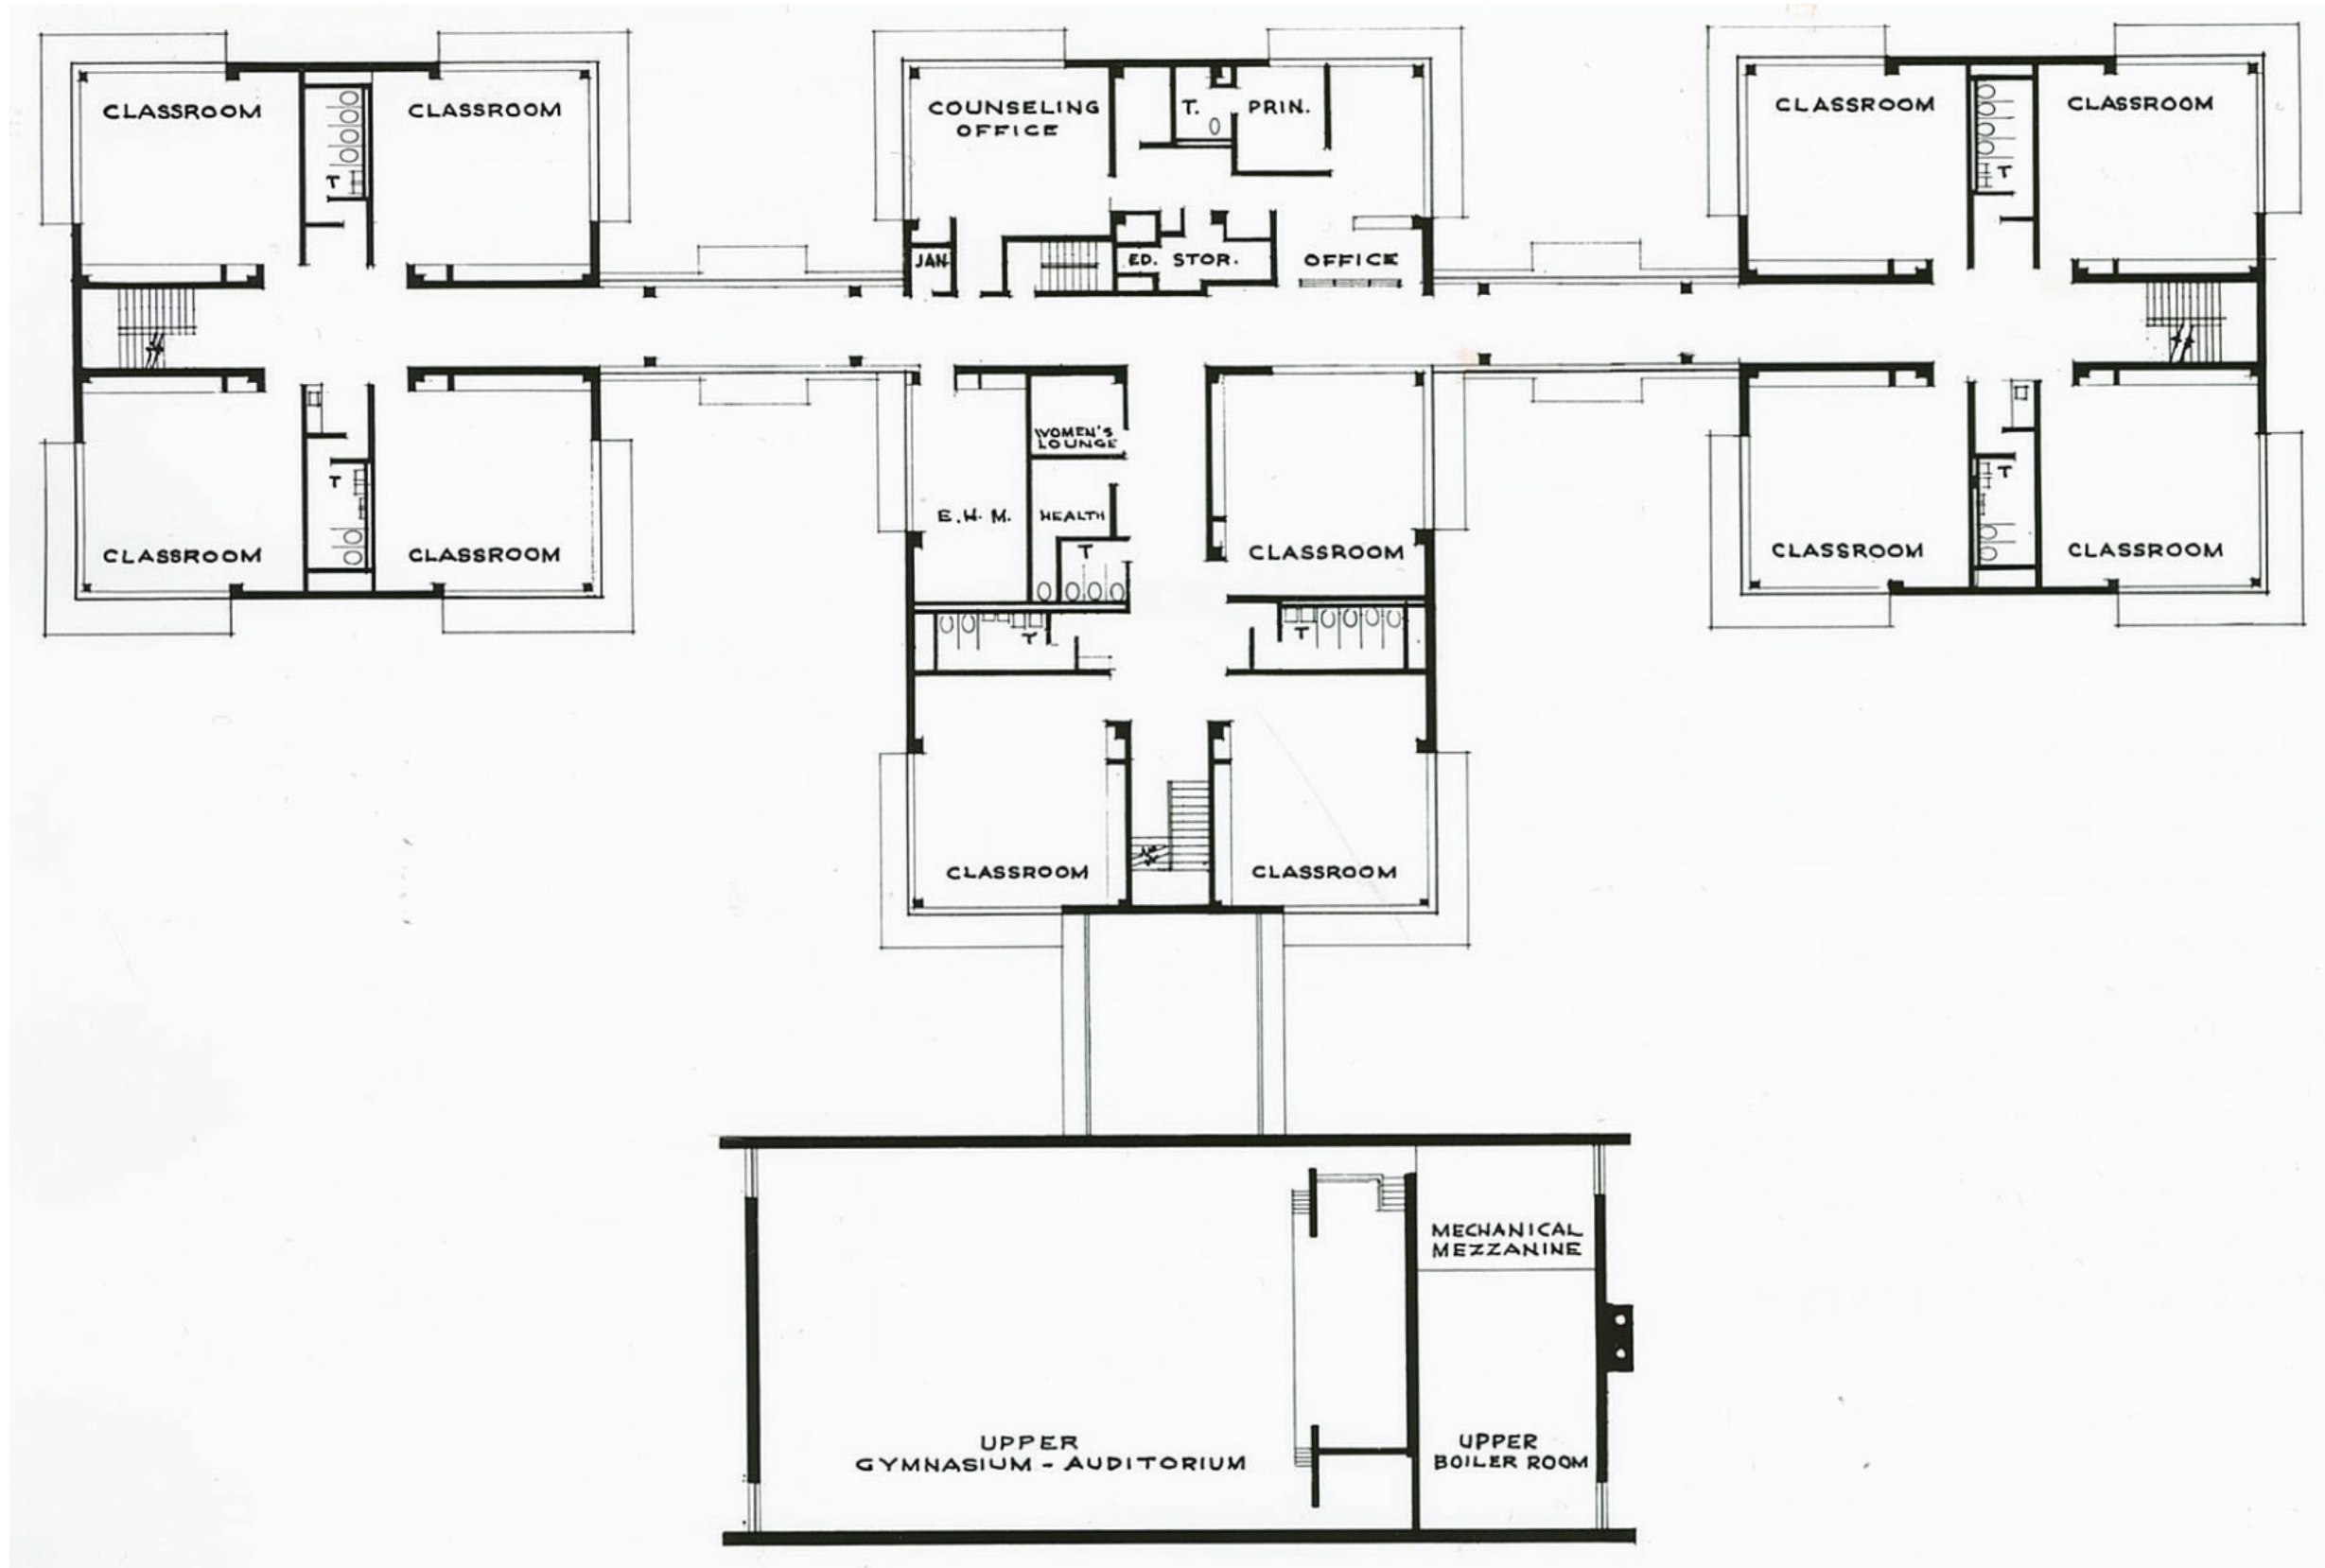 CLASSROOM
CLASSROOM
T
COUNSELING
OFFICE
T.
PRIN.
CLASSROOM
CLASSROOM
T
JAN
ED. STOR.
OFFICE
WOMEN'S
LOUNGE
T
CLASSROOM
CLASSROOM
E.H.M.
HEALTH
T
CLASSROOM
T
CLASSROOM
CLASSROOM
T
T
CLASSROOM
CLASSROOM
MECHANICAL
MEZZANINE
UPPER
GYMNASIUM - AUDITORIUM
UPPER
BOILER ROOM